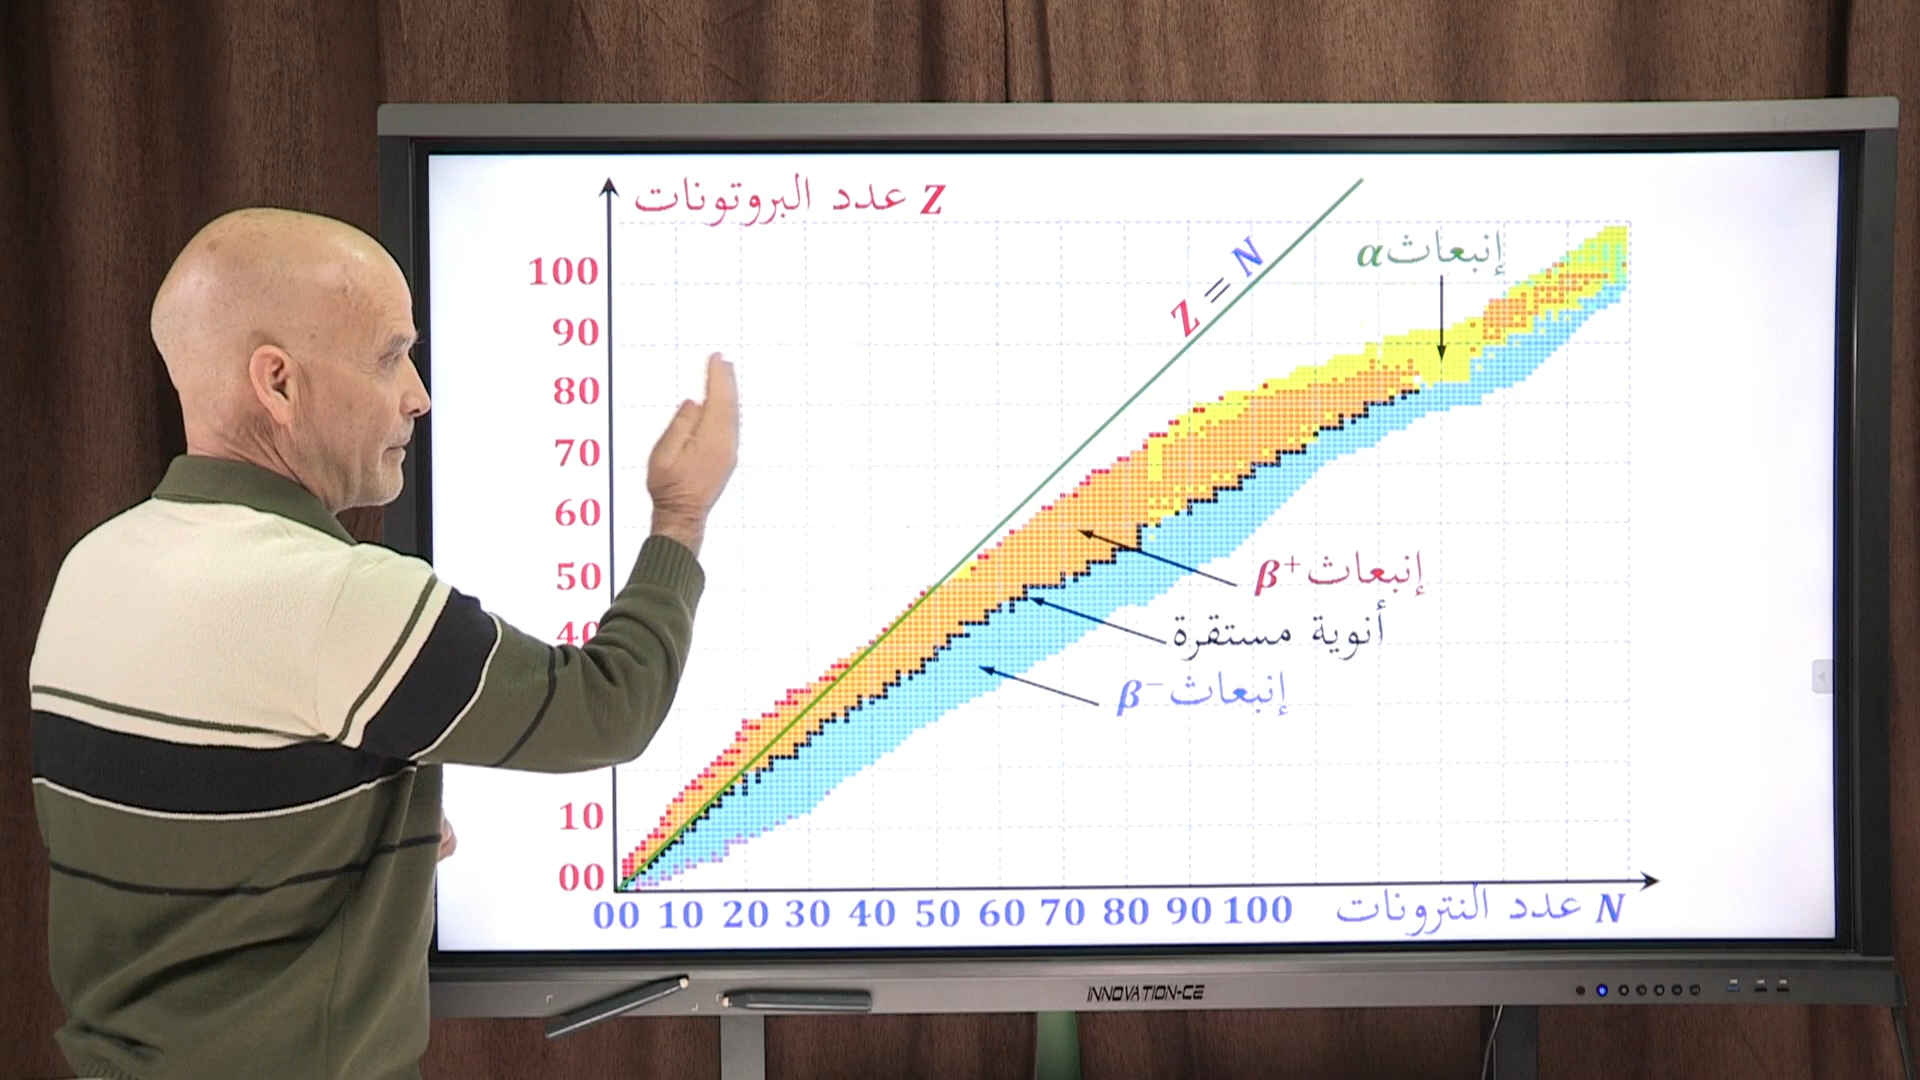 عدد البروتونات Z
Z = N
إنبعاث α
100
90
80
70
60
50
40
10
00
إنبعاث β⁺
أنوية مستقرة
إنبعاث β⁻
00 10 20 30 40 50 60 70 80 90 100
عدد النترونات N
INNOVATION-CE